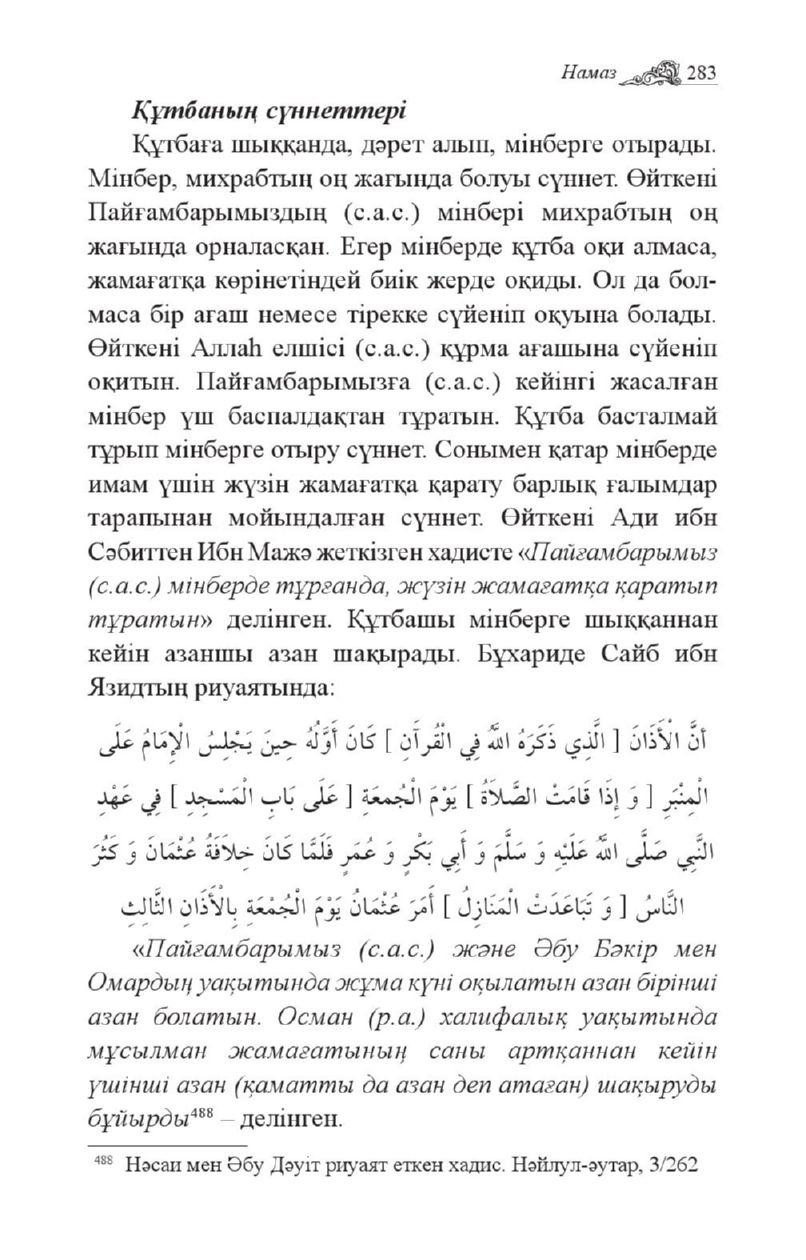 Намаз 283
Құтбаның сүннеттері
Құтбаға шыққанда, дәрет алып, мінберге отырады.
Мінбер, михрабтың оң жағында болуы сүннет. Өйткені
Пайғамбарымыздың (с.а.с.) мінбері михрабтың оң
жағында орналасқан. Егер мінберде құтба оқи алмаса,
жамағатқа көрінетіндей биік жерде оқиды. Ол да бол-
маса бір ағаш немесе тірекке сүйеніп оқуына болады.
Өйткені Аллаһ елшісі (с.а.с.) құрма ағашына сүйеніп
оқитын. Пайғамбарымызға (с.а.с.) кейінгі жасалған
мінбер үш баспалдақтан тұратын. Құтба басталмай
тұрып мінберге отыру сүннет. Сонымен қатар мінберде
имам үшін жүзін жамағатқа қарату барлық ғалымдар
тарапынан мойындалған сүннет. Өйткені Ади ибн
Сәбиттен Ибн Мажә жеткізген хадисте «Пайғамбарымыз
(с.а.с.) мінберде тұрғанда, жүзін жамағатқа қаратып
тұратын» делінген. Құтбашы мінберге шыққаннан
кейін азаншы азан шақырады. Бұхариде Сайб ибн
Язидтың риуаятында:
أَنَّ الْأَذَانَ [ الَّذِي ذَكَرَهُ اللهُ فِي الْقُرآنِ ] كَانَ أَوَّلُهُ حِينَ يَجْلِسُ الْإِمَامُ عَلَى
الْمِنْبَرِ [ وَ إِذَا قَامَتْ الصَّلاَةُ ] يَوْمَ الْجُمعَةِ [ عَلَى بَابِ الْمَسْجِدِ ] فِي عَهْدِ
النَّبِي صَلَّى اللهُ عَلَيْهِ وَ سَلَّمَ وَ أَبِي بَكْرٍ وَ عُمَرٍ فَلَمَّا كَانَ خِلاَفَةُ عُثْمَانَ وَ كَثُرَ
النَّاسُ [ وَ تَبَاعَدَتْ الْمَنَازِلُ ] أَمَرَ عُثْمَانُ يَوْمَ الْجُمْعَةِ بِالْأَذَانِ الثَّالِثِ
«Пайғамбарымыз (с.а.с.) және Әбу Бәкір мен
Омардың уақытында жұма күні оқылатын азан бірінші
азан болатын. Осман (р.а.) халифалық уақытында
мұсылман жамағатының саны артқаннан кейін
үшінші азан (қаматты да азан деп атаған) шақыруды
бұйырды⁴⁸⁸ – делінген.
⁴⁸⁸ Нәсаи мен Әбу Дәуіт риуаят еткен хадис. Нәйлул-әутар, 3/262